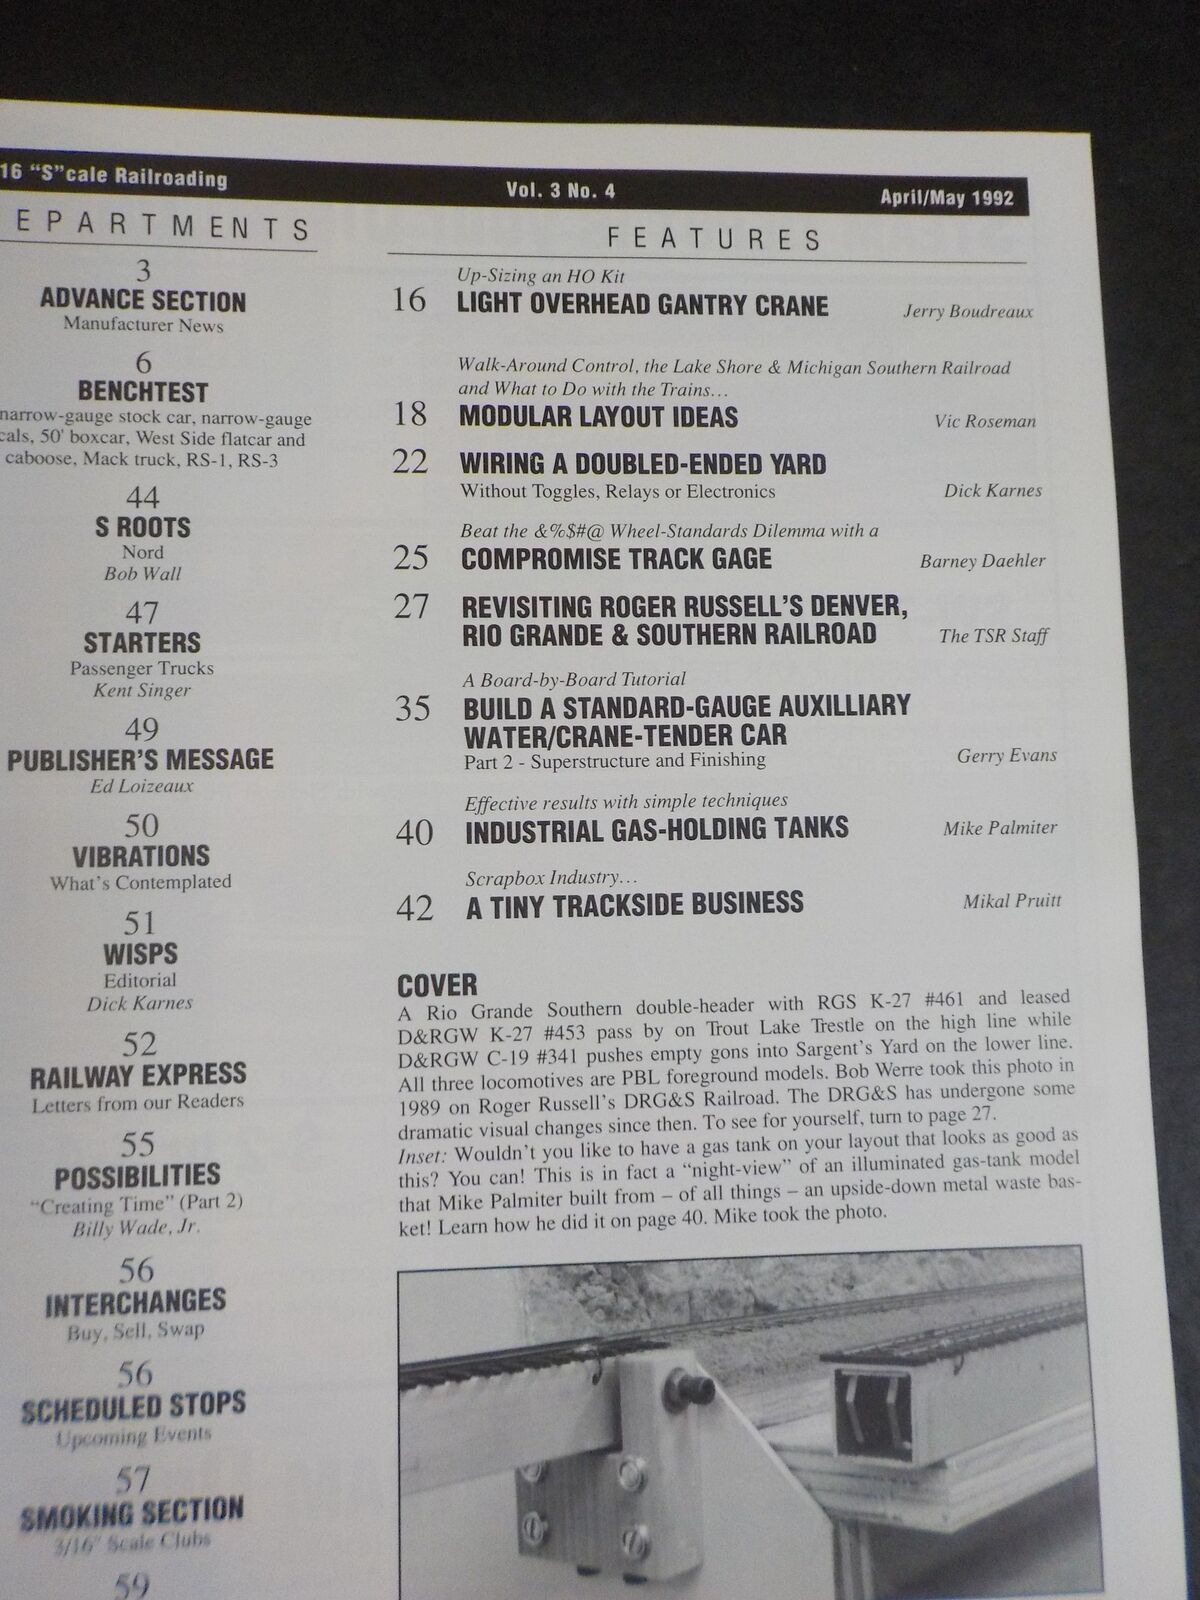 16 "S"cale Railroading
Vol. 3 No. 4
April/May 1992
EPARTMENTS
3
ADVANCE SECTION
Manufacturer News
6
BENCHTEST
narrow-gauge stock car, narrow-gauge
cals, 50' boxcar, West Side flatcar and
caboose, Mack truck, RS-1, RS-3
44
S ROOTS
Nord
Bob Wall
47
STARTERS
Passenger Trucks
Kent Singer
49
PUBLISHER'S MESSAGE
Ed Loizeaux
50
VIBRATIONS
What's Contemplated
51
WISPS
Editorial
Dick Karnes
52
RAILWAY EXPRESS
Letters from our Readers
55
POSSIBILITIES
"Creating Time" (Part 2)
Billy Wade, Jr.
56
INTERCHANGES
Buy, Sell, Swap
56
SCHEDULED STOPS
Upcoming Events
57
SMOKING SECTION
3/16" Scale Clubs
59
FEATURES
Up-Sizing an HO Kit
16 LIGHT OVERHEAD GANTRY CRANE Jerry Boudreaux
Walk-Around Control, the Lake Shore & Michigan Southern Railroad
and What to Do with the Trains...
18 MODULAR LAYOUT IDEAS Vic Roseman
22 WIRING A DOUBLED-ENDED YARD
Without Toggles, Relays or Electronics Dick Karnes
Beat the &%$#@ Wheel-Standards Dilemma with a
25 COMPROMISE TRACK GAGE Barney Daehler
27 REVISITING ROGER RUSSELL'S DENVER,
RIO GRANDE & SOUTHERN RAILROAD The TSR Staff
A Board-by-Board Tutorial
35 BUILD A STANDARD-GAUGE AUXILLIARY
WATER/CRANE-TENDER CAR
Part 2 - Superstructure and Finishing Gerry Evans
Effective results with simple techniques
40 INDUSTRIAL GAS-HOLDING TANKS Mike Palmiter
Scrapbox Industry...
42 A TINY TRACKSIDE BUSINESS Mikal Pruitt
COVER
A Rio Grande Southern double-header with RGS K-27 #461 and leased
D&RGW K-27 #453 pass by on Trout Lake Trestle on the high line while
D&RGW C-19 #341 pushes empty gons into Sargent's Yard on the lower line.
All three locomotives are PBL foreground models. Bob Werre took this photo in
1989 on Roger Russell's DRG&S Railroad. The DRG&S has undergone some
dramatic visual changes since then. To see for yourself, turn to page 27.
Inset: Wouldn't you like to have a gas tank on your layout that looks as good as
this? You can! This is in fact a "night-view" of an illuminated gas-tank model
that Mike Palmiter built from – of all things – an upside-down metal waste bas-
ket! Learn how he did it on page 40. Mike took the photo.